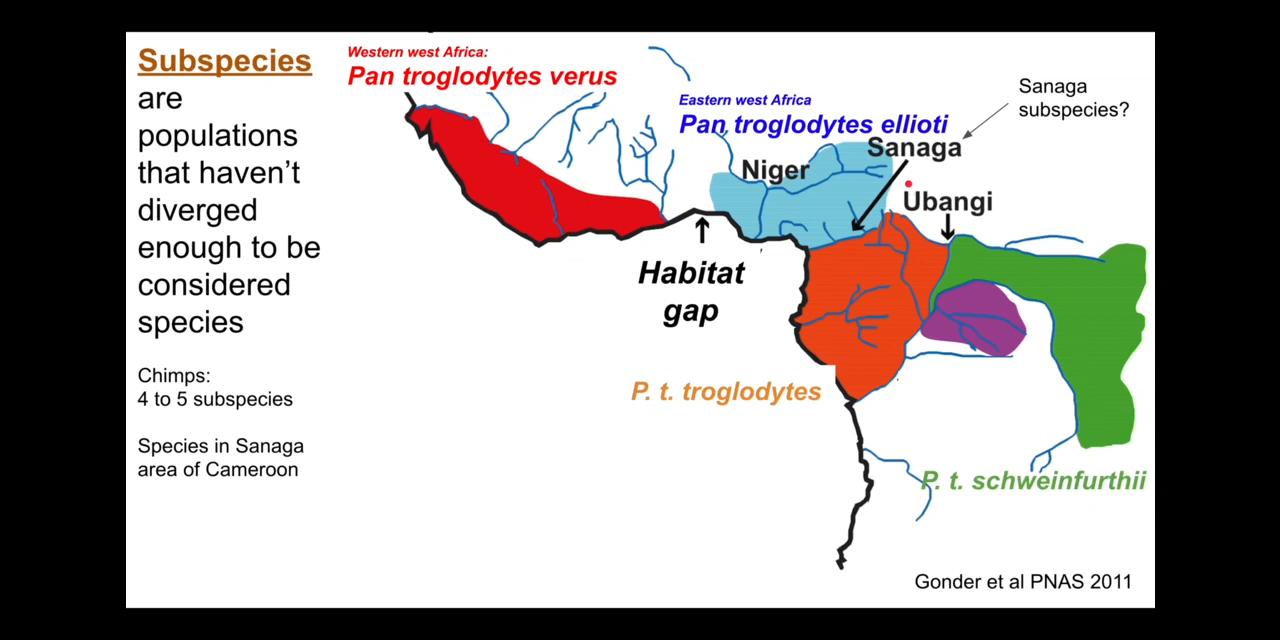 Subspecies
are
populations
that haven't
diverged
enough to be
considered
species
Chimps:
4 to 5 subspecies
Species in Sanaga
area of Cameroon
Western west Africa:
Pan troglodytes verus
Eastern west Africa
Pan troglodytes ellioti
Sanaga
subspecies?
Sanaga
Niger
Ubangi
Habitat
gap
P. t. troglodytes
P. t. schweinfurthii
Gonder et al PNAS 2011